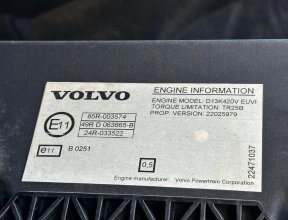 VOLVO
ENGINE INFORMATION
ENGINE MODEL: D13K420V EUVI
TORQUE LIMITATION: TR25B
PROP. VERSION: 22025979
E11
85R-003574
49R D 063665-B
24R-033522
e11
B 0251
0,5
22471037
Engine manufacturer: Volvo Powertrain Corporation